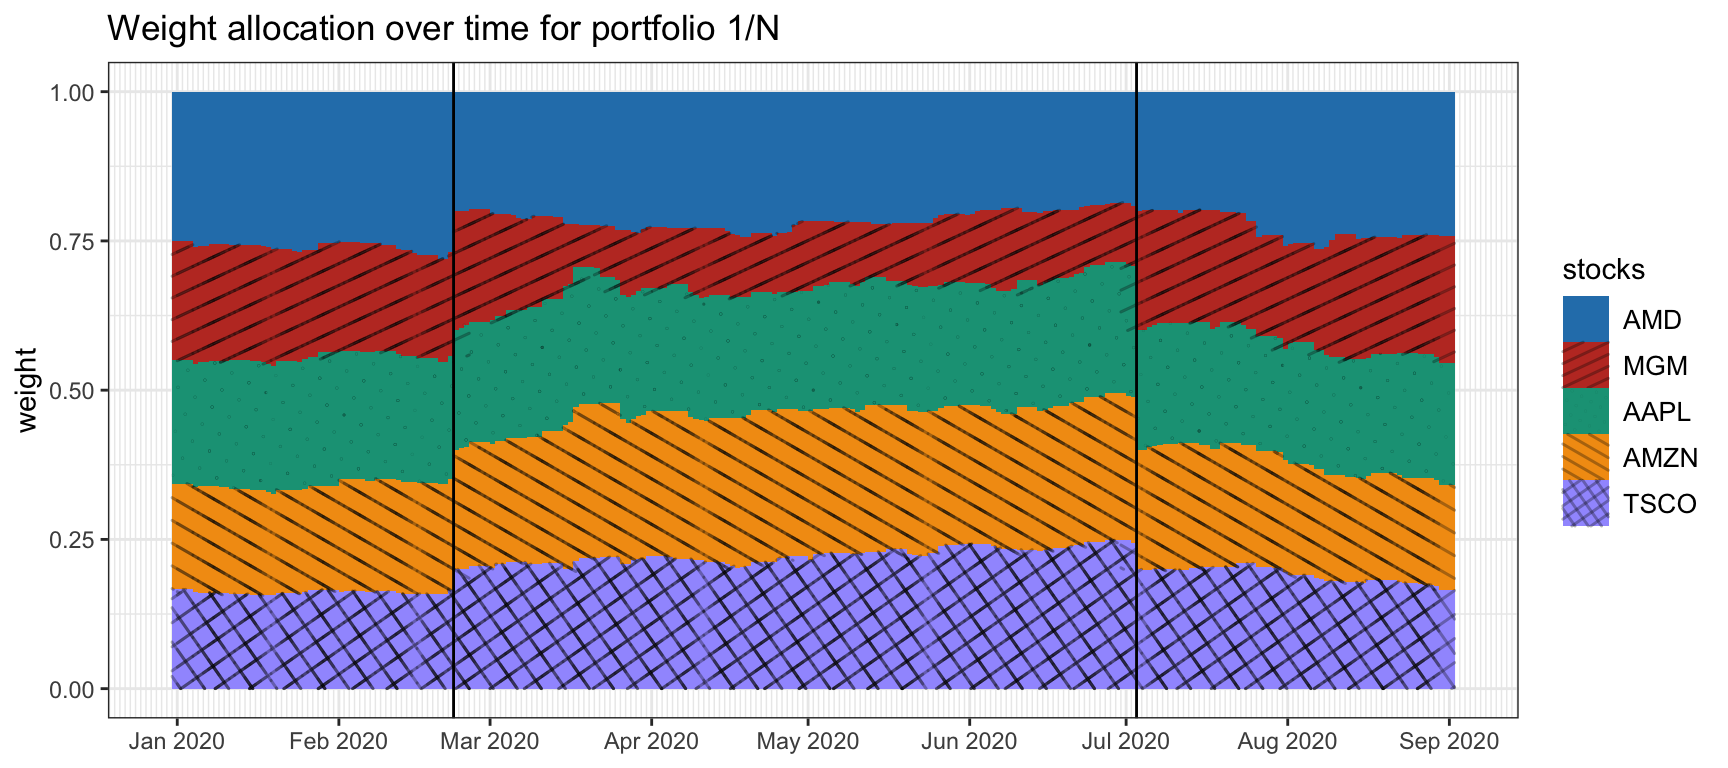 Weight allocation over time for portfolio 1/N
weight
1.00
0.75
0.50
0.25
0.00
Jan 2020 Feb 2020 Mar 2020 Apr 2020 May 2020 Jun 2020 Jul 2020 Aug 2020 Sep 2020
stocks
AMD
MGM
AAPL
AMZN
TSCO